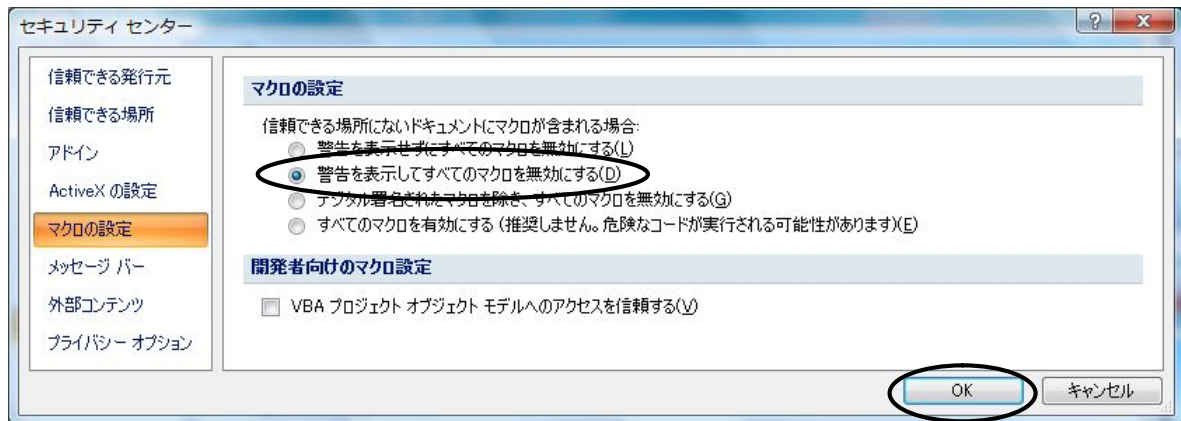 セキュリティ センター
信頼できる発行元
信頼できる場所
アドイン
ActiveX の設定
マクロの設定
メッセージ バー
外部コンテンツ
プライバシー オプション
マクロの設定
信頼できる場所にないドキュメントにマクロが含まれる場合:
警告を表示せずにすべてのマクロを無効にする(L)
警告を表示してすべてのマクロを無効にする(D)
デジタル署名されたマクロを除き、すべてのマクロを無効にする(G)
すべてのマクロを有効にする (推奨しません。危険なコードが実行される可能性があります)(E)
開発者向けのマクロ設定
VBA プロジェクト オブジェクト モデルへのアクセスを信頼する(V)
OK
キャンセル